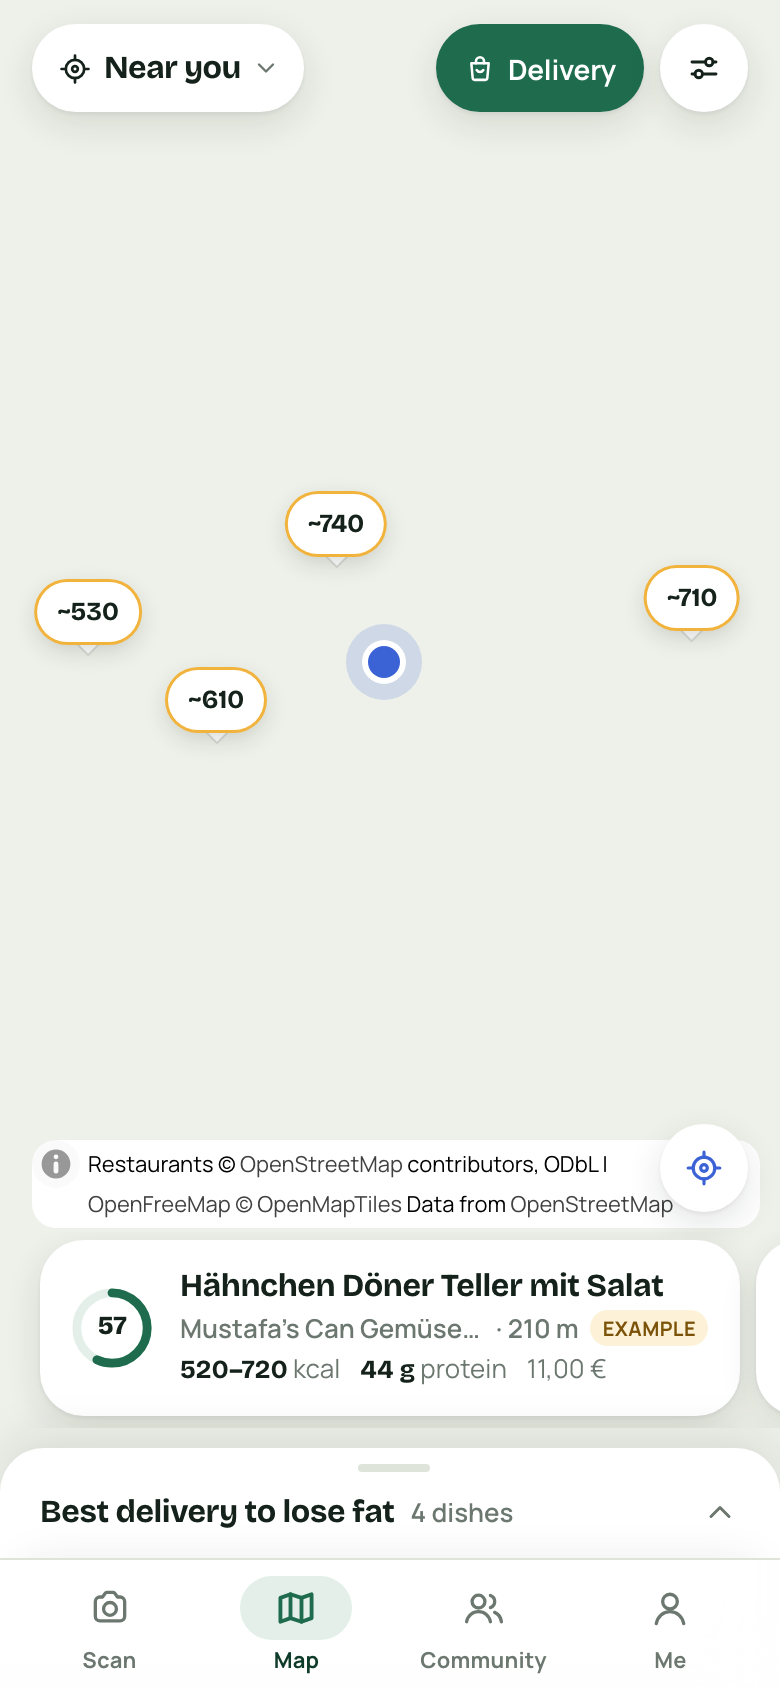 Near you
Delivery
~740
~530
~710
~610
Restaurants © OpenStreetMap contributors, ODbL |
OpenFreeMap © OpenMapTiles Data from OpenStreetMap
57
Hähnchen Döner Teller mit Salat
Mustafa's Can Gemüse… · 210 m EXAMPLE
520–720 kcal 44 g protein 11,00 €
Best delivery to lose fat 4 dishes
Scan
Map
Community
Me